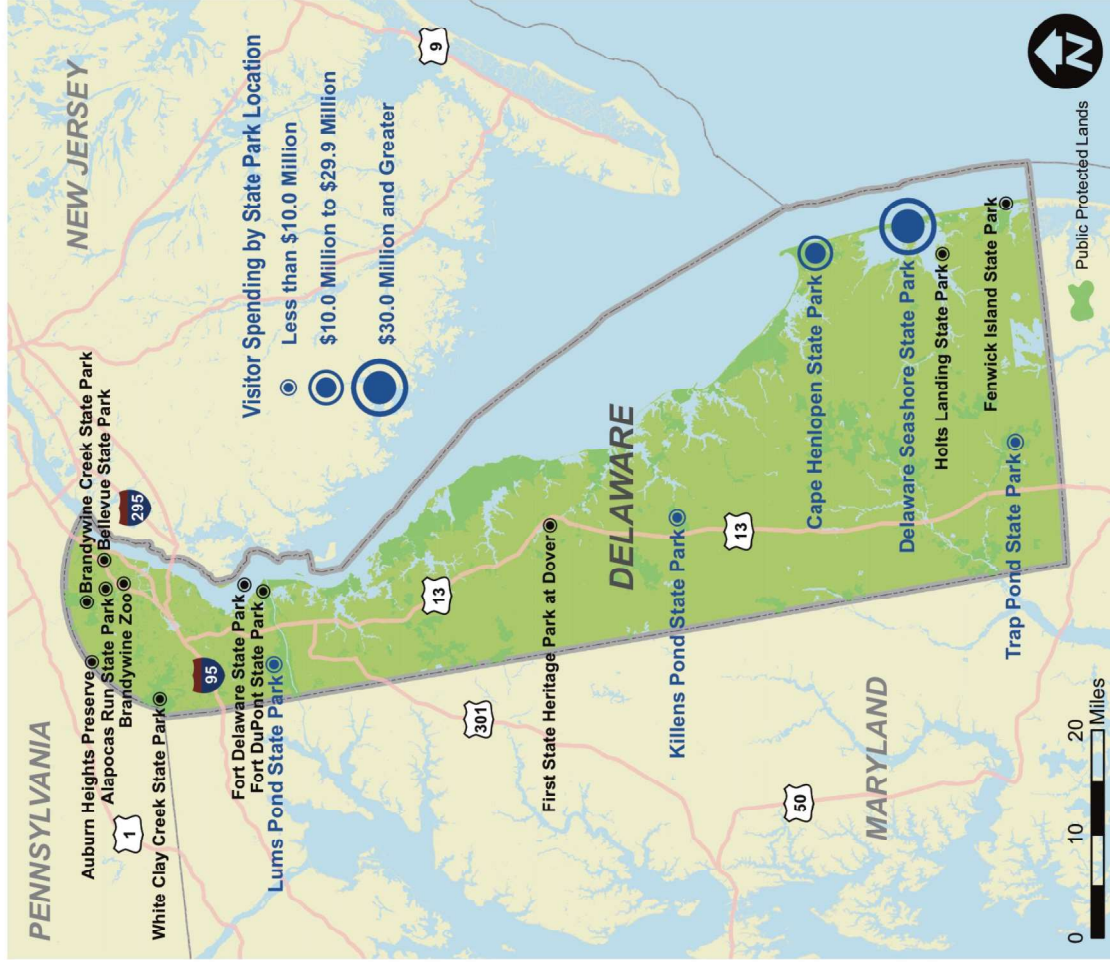 PENNSYLVANIA
NEW JERSEY
Visitor Spending by State Park Location
Less than $10.0 Million
$10.0 Million to $29.9 Million
$30.0 Million and Greater
9
Brandywine Creek State Park
Bellevue State Park
295
Auburn Heights Preserve
Alapocas Run State Park
Brandywine Zoo
White Clay Creek State Park
1
95
Fort Delaware State Park
Fort DuPont State Park
Lums Pond State Park
13
301
First State Heritage Park at Dover
DELAWARE
Killens Pond State Park
13
50
MARYLAND
Cape Henlopen State Park
Delaware Seashore State Park
Holts Landing State Park
Fenwick Island State Park
Trap Pond State Park
Public Protected Lands
N
0 10 20
Miles